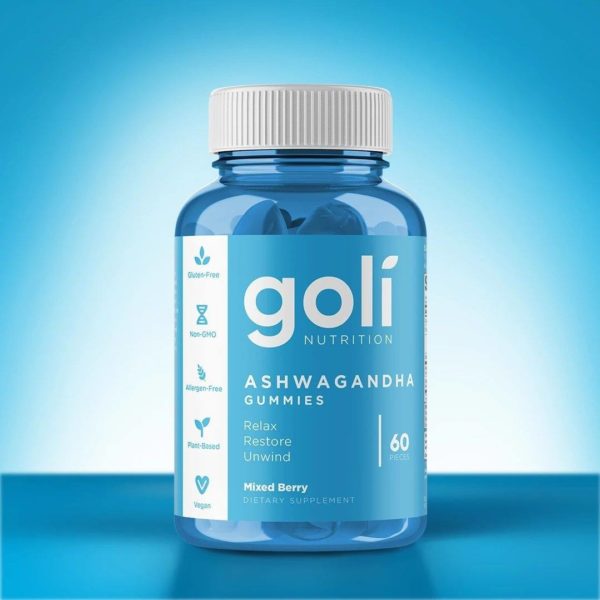 goli
NUTRITION
ASHWAGANDHA
GUMMIES
Relax
Restore
Unwind
60
PIECES
Mixed Berry
DIETARY SUPPLEMENT
Gluten-Free
Non-GMO
Allergen-Free
Plant-Based
Vegan